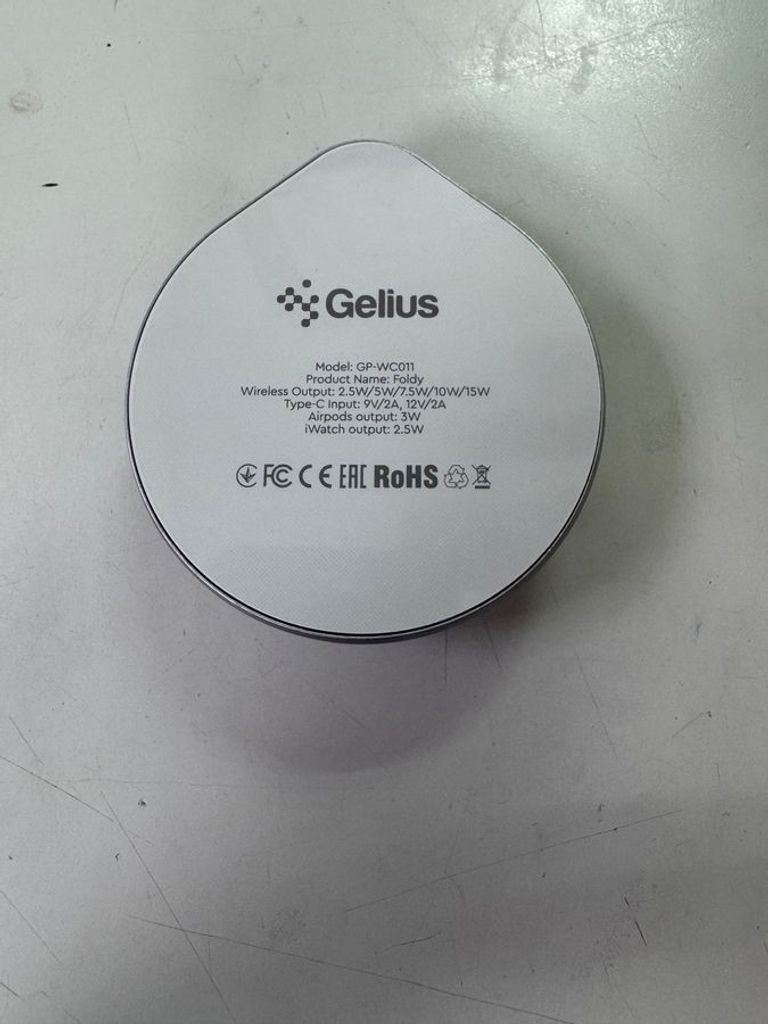 Gelius
Model: GP-WC011
Product Name: Foldy
Wireless Output: 2.5W/5W/7.5W/10W/15W
Type-C Input: 9V/2A, 12V/2A
Airpods output: 3W
iWatch output: 2.5W
FC CE EAC RoHS